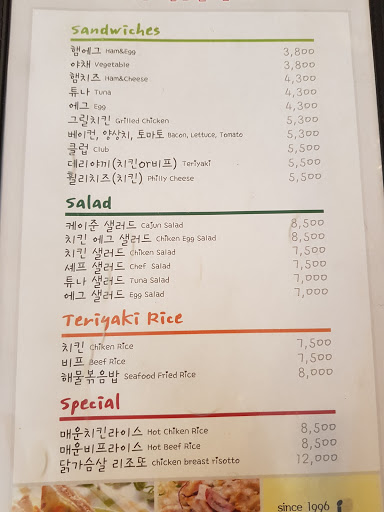 Sandwiches
햄에그 Ham&Egg 3,800
야채 Vegetable 3,800
햄치즈 Ham&Cheese 4,300
튜나 Tuna 4,300
에그 Egg 4,300
그릴치킨 Grilled Chicken 5,300
베이컨, 양상치, 토마토 Bacon, Lettuce, Tomato 5,300
클럽 Club 5,500
데리야끼(치킨or비프) Teriyaki 5,500
필리치즈(치킨) Philly Cheese 5,500
Salad
케이준 샐러드 Cajun Salad 8,500
치킨 에그 샐러드 Chiken Egg Salad 8,500
치킨 샐러드 Chiken Salad 7,500
셰프 샐러드 Chef Salad 7,500
튜나 샐러드 Tuna Salad 7,000
에그 샐러드 Egg Salad 7,000
Teriyaki Rice
치킨 Chiken Rice 7,500
비프 Beef Rice 7,500
해물볶음밥 Seafood Fried Rice 8,000
Special
매운치킨라이스 Hot Chiken Rice 8,500
매운비프라이스 Hot Beef Rice 8,500
닭가슴살 리조또 chicken breast risotto 12,000
since 1996